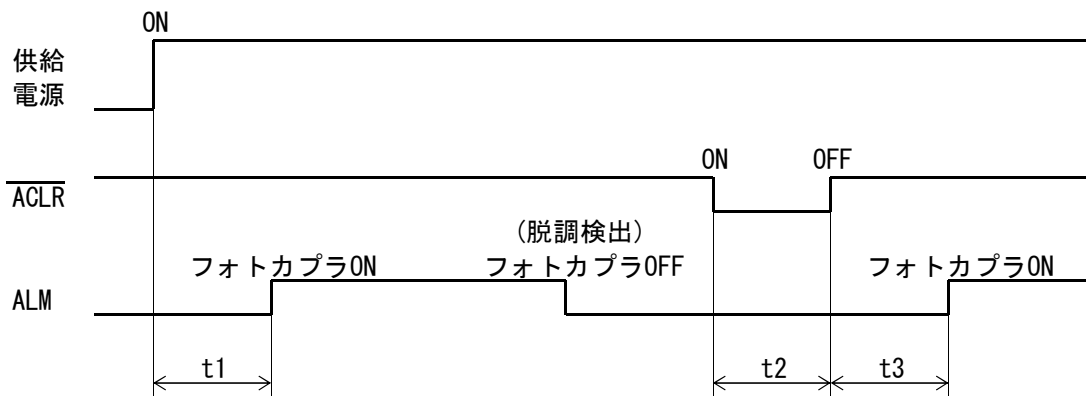 ON
供給
電源
ON
OFF
ACLR
(脱調検出)
フォトカプラON
フォトカプラOFF
フォトカプラON
ALM
t1
t2
t3